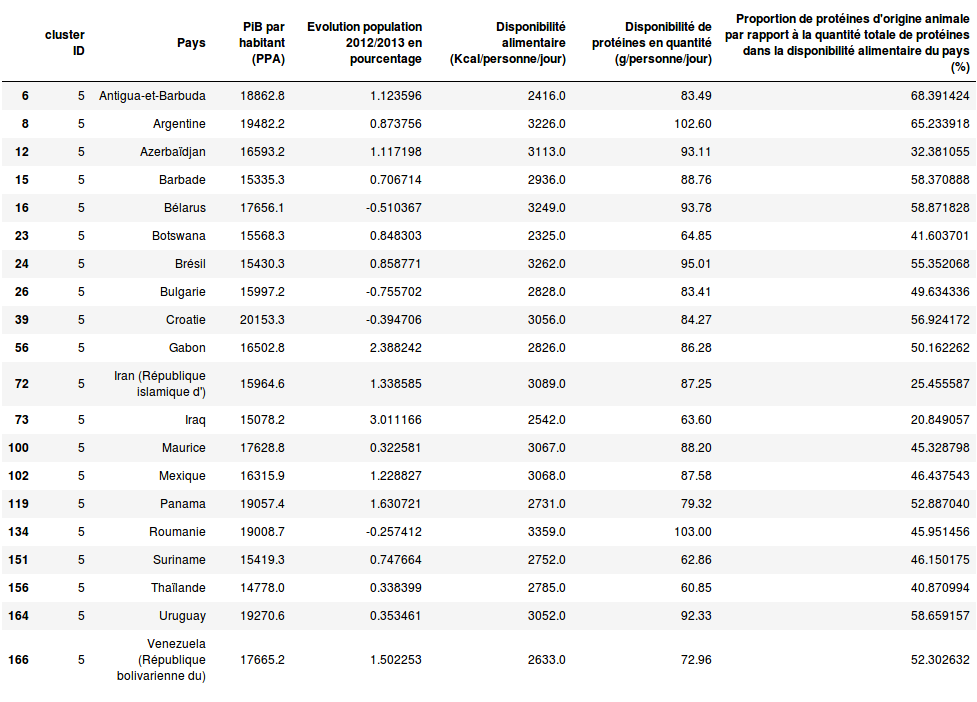 cluster ID Pays PiB par habitant (PPA) Evolution population 2012/2013 en pourcentage Disponibilité alimentaire (Kcal/personne/jour) Disponibilité de protéines en quantité (g/personne/jour) Proportion de protéines d'origine animale par rapport à la quantité totale de protéines dans la disponibilité alimentaire du pays (%)
6 5 Antigua-et-Barbuda 18862.8 1.123596 2416.0 83.49 68.391424
8 5 Argentine 19482.2 0.873756 3226.0 102.60 65.233918
12 5 Azerbaïdjan 16593.2 1.117198 3113.0 93.11 32.381055
15 5 Barbade 15335.3 0.706714 2936.0 88.76 58.370888
16 5 Bélarus 17656.1 -0.510367 3249.0 93.78 58.871828
23 5 Botswana 15568.3 0.848303 2325.0 64.85 41.603701
24 5 Brésil 15430.3 0.858771 3262.0 95.01 55.352068
26 5 Bulgarie 15997.2 -0.755702 2828.0 83.41 49.634336
39 5 Croatie 20153.3 -0.394706 3056.0 84.27 56.924172
56 5 Gabon 16502.8 2.388242 2826.0 86.28 50.162262
72 5 Iran (République islamique d') 15964.6 1.338585 3089.0 87.25 25.455587
73 5 Iraq 15078.2 3.011166 2542.0 63.60 20.849057
100 5 Maurice 17628.8 0.322581 3067.0 88.20 45.328798
102 5 Mexique 16315.9 1.228827 3068.0 87.58 46.437543
119 5 Panama 19057.4 1.630721 2731.0 79.32 52.887040
134 5 Roumanie 19008.7 -0.257412 3359.0 103.00 45.951456
151 5 Suriname 15419.3 0.747664 2752.0 62.86 46.150175
156 5 Thaïlande 14778.0 0.338399 2785.0 60.85 40.870994
164 5 Uruguay 19270.6 0.353461 3052.0 92.33 58.659157
166 5 Venezuela (République bolivarienne du) 17665.2 1.502253 2633.0 72.96 52.302632